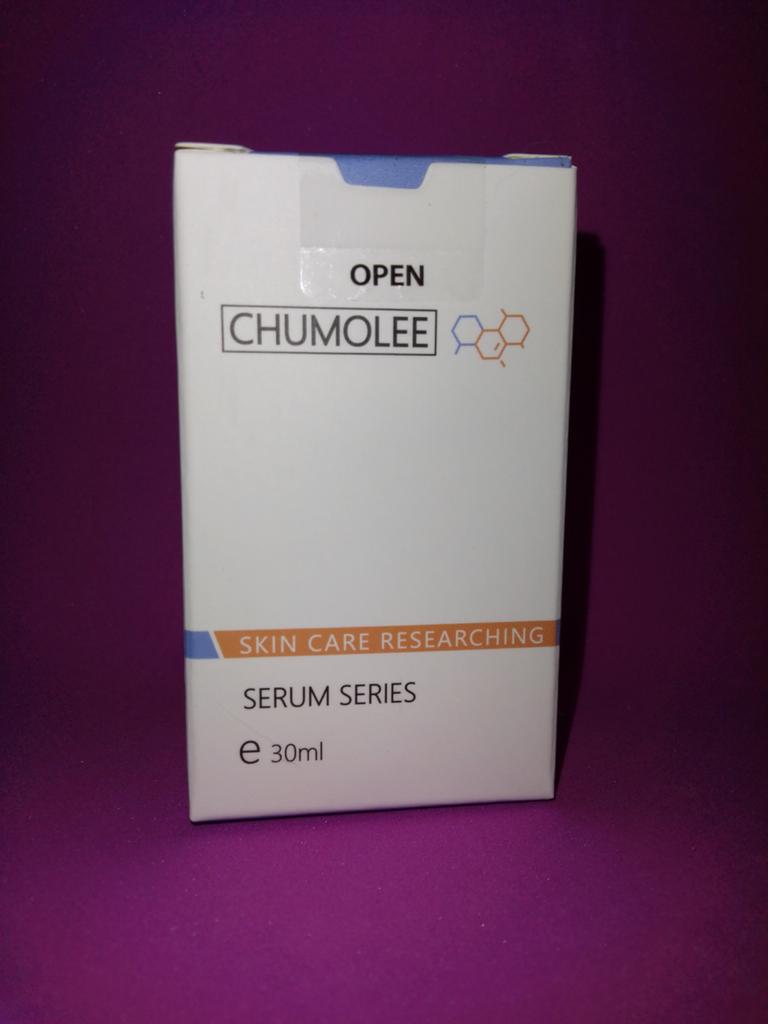 OPEN
CHUMOLEE
SKIN CARE RESEARCHING
SERUM SERIES
e 30ml